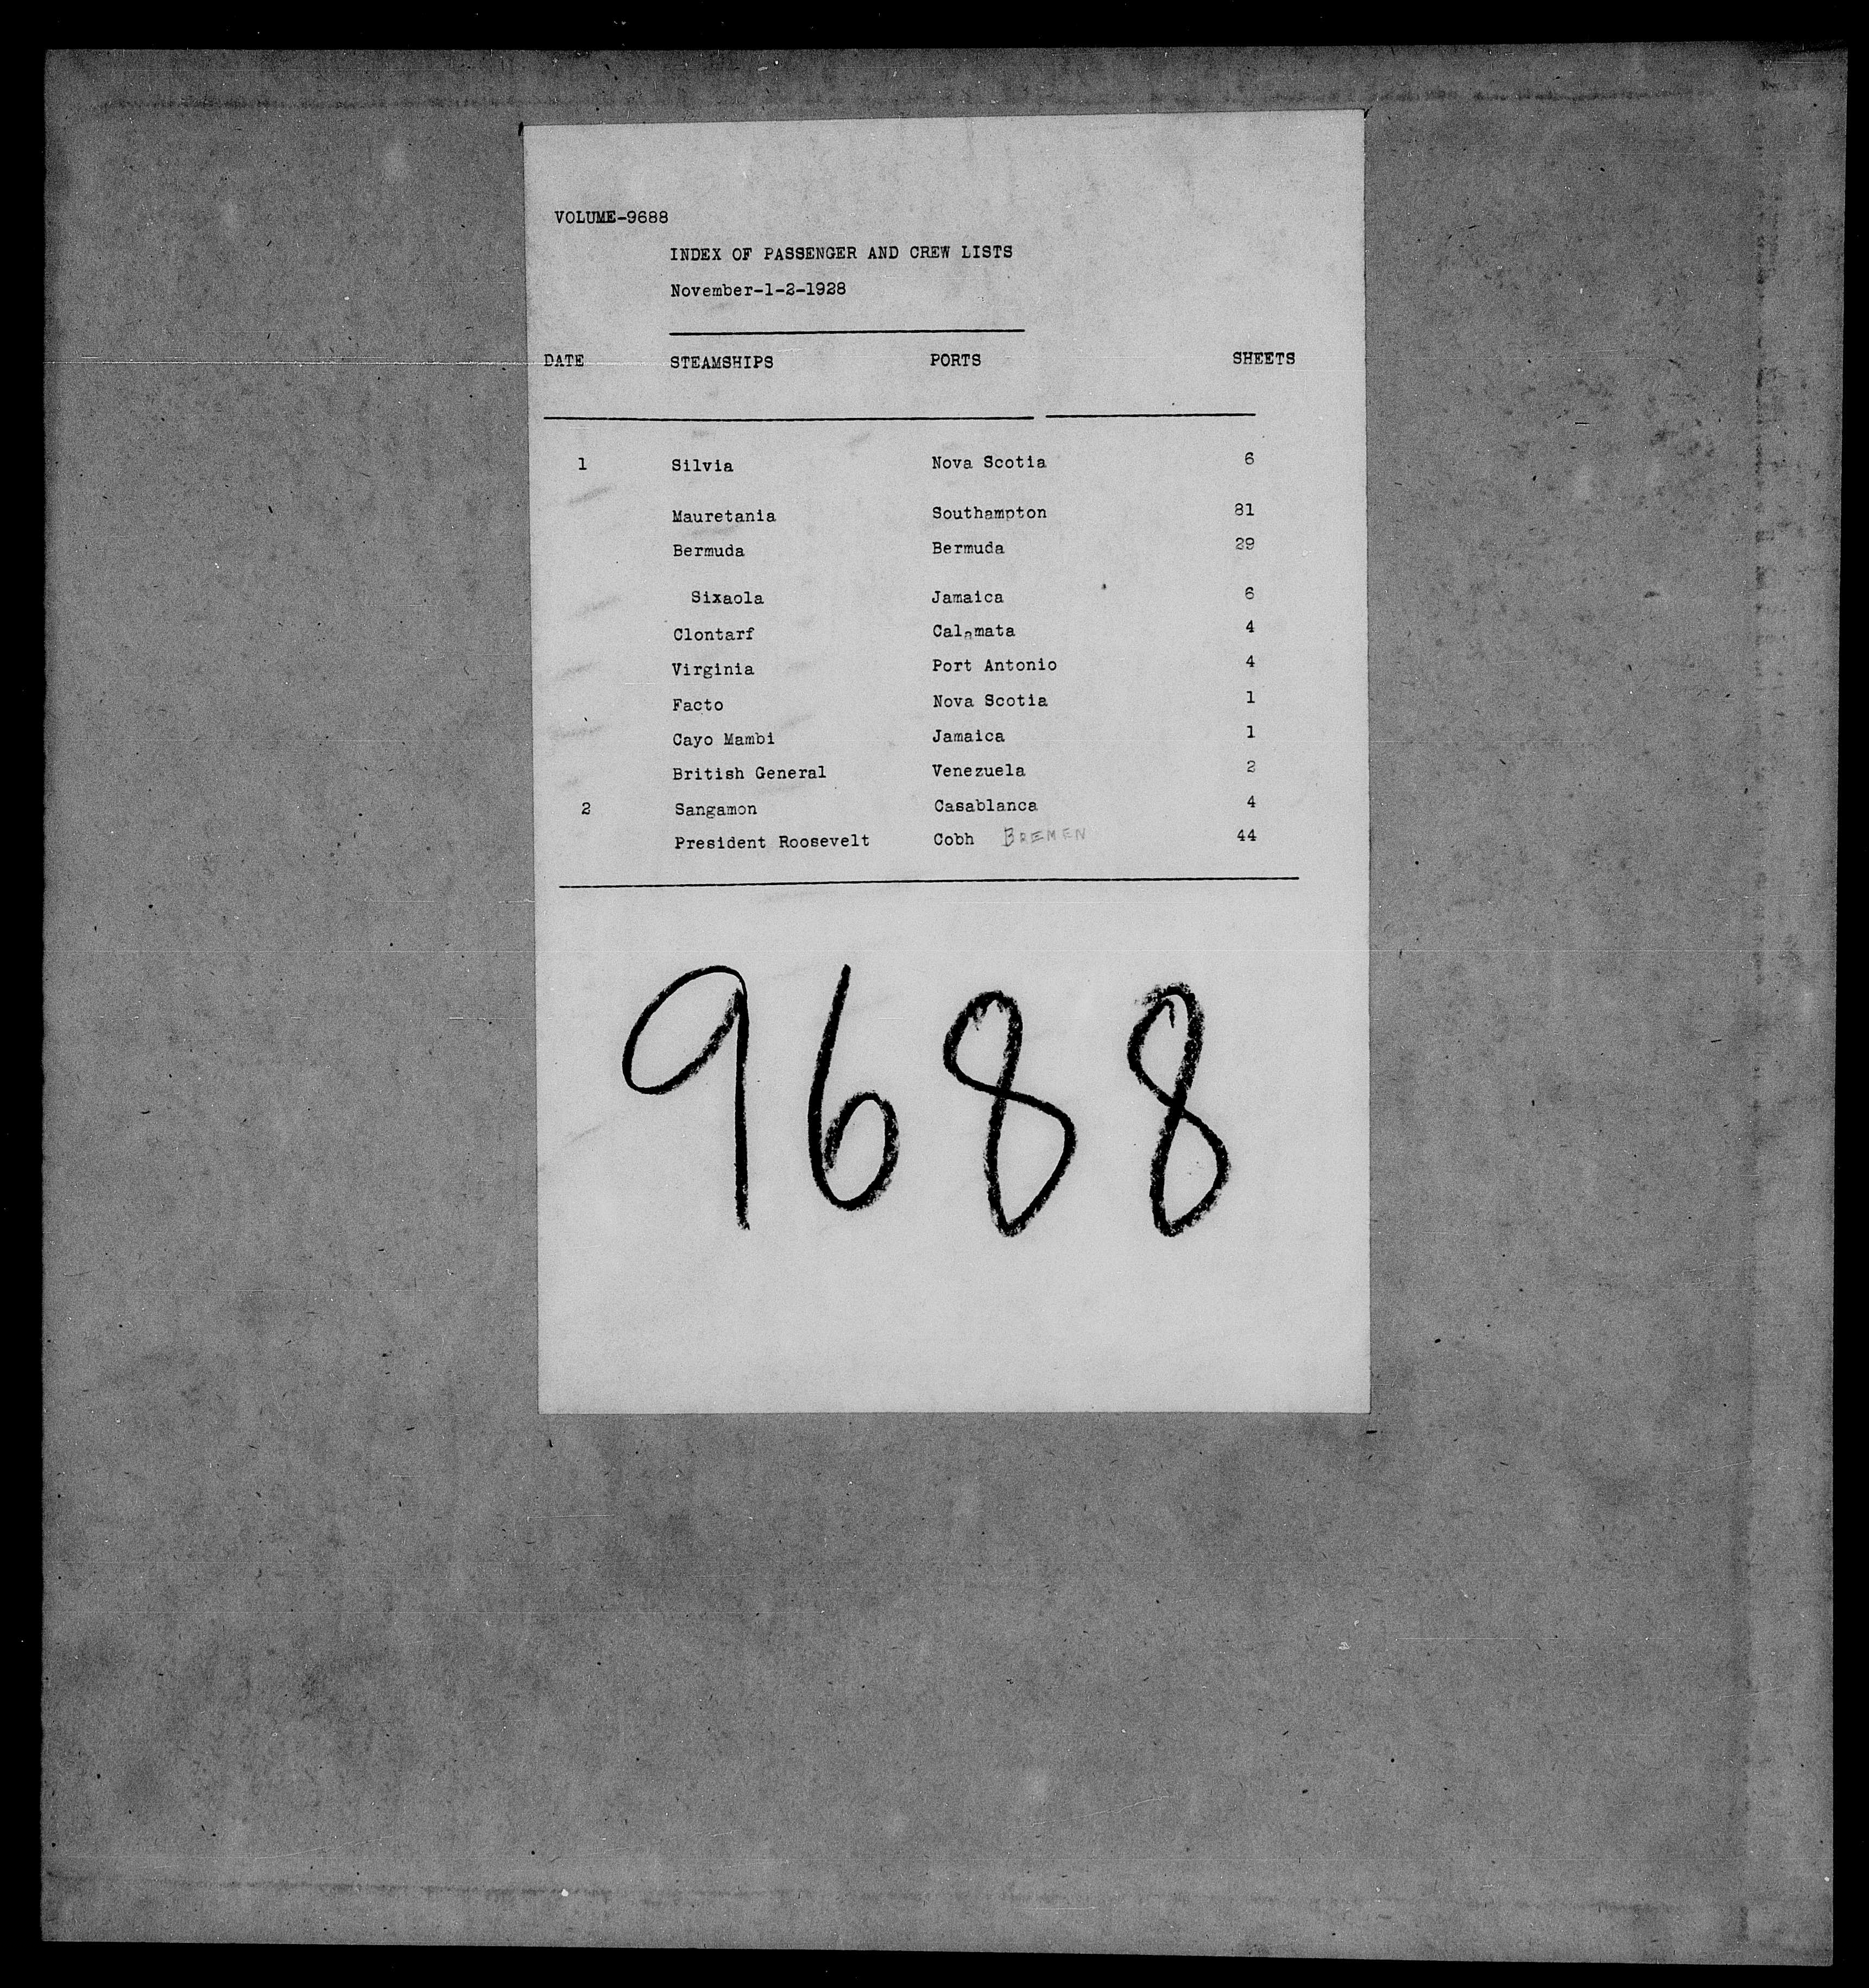 VOLUME-9688
INDEX OF PASSENGER AND CREW LISTS
November-1-2-1928
DATE STEAMSHIPS PORTS SHEETS
1 Silvia Nova Scotia 6
Mauretania Southampton 81
Bermuda Bermuda 29
Sixaola Jamaica 6
Clontarf Calamata 4
Virginia Port Antonio 4
Facto Nova Scotia 1
Cayo Mambi Jamaica 1
British General Venezuela 2
2 Sangamon Casablanca 4
President Roosevelt Cobh BREMEN 44
9688